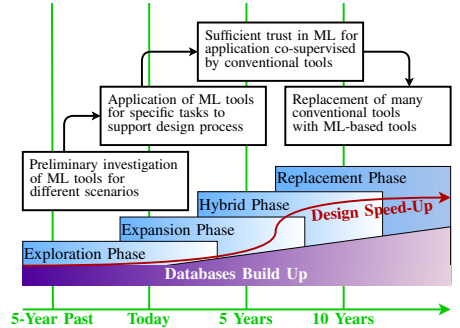 Sufficient trust in ML for
application co-supervised
by conventional tools
Application of ML tools
for specific tasks to
support design process
Replacement of many
conventional tools
with ML-based tools
Preliminary investigation
of ML tools for
different scenarios
Replacement Phase
Hybrid Phase
Design Speed-Up
Expansion Phase
Exploration Phase
Databases Build Up
5-Year Past
Today
5 Years
10 Years